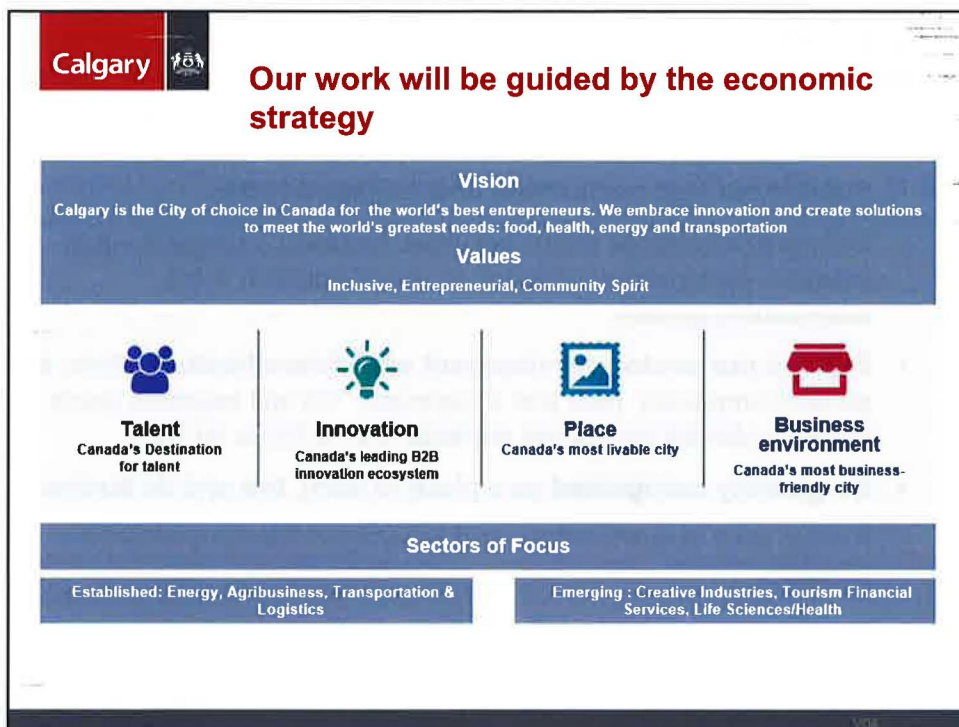 Calgary
Our work will be guided by the economic
strategy
Vision
Calgary is the City of choice in Canada for the world's best entrepreneurs. We embrace innovation and create solutions
to meet the world's greatest needs: food, health, energy and transportation
Values
Inclusive, Entrepreneurial, Community Spirit
Talent
Canada's Destination
for talent
Innovation
Canada's leading B2B
innovation ecosystem
Place
Canada's most livable city
Business
environment
Canada's most business-
friendly city
Sectors of Focus
Established: Energy, Agribusiness, Transportation &
Logistics
Emerging : Creative Industries, Tourism Financial
Services, Life Sciences/Health